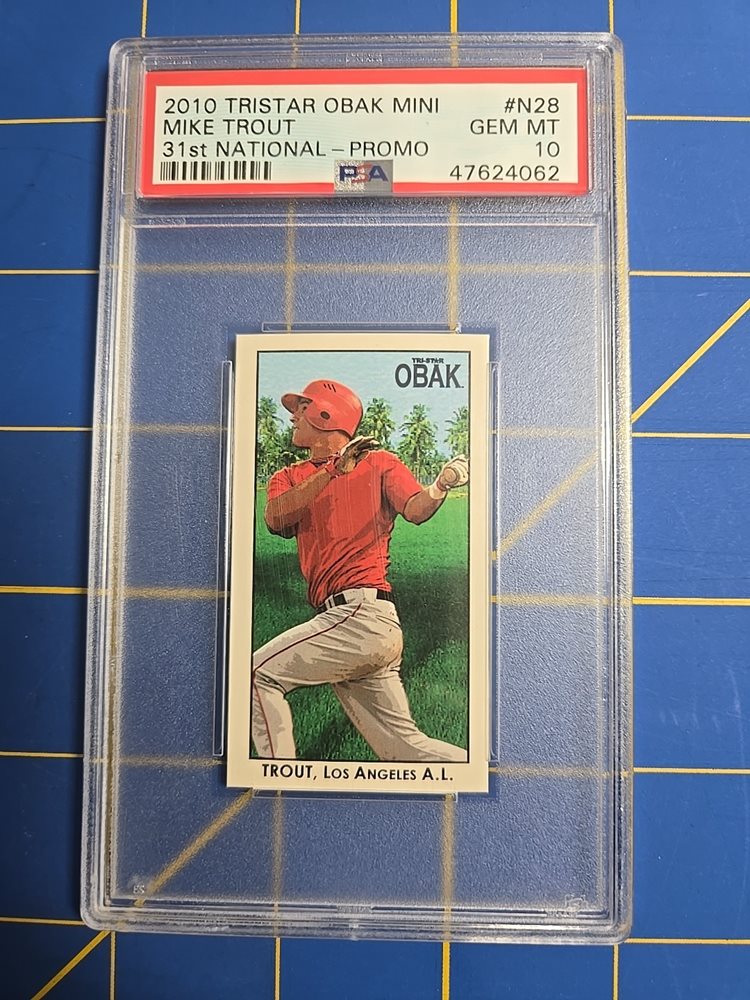 2010 TRISTAR OBAK MINI #N28
MIKE TROUT GEM MT
31st NATIONAL – PROMO 10
PSA 47624062
TRI-STAR
OBAK
TROUT, LOS ANGELES A.L.